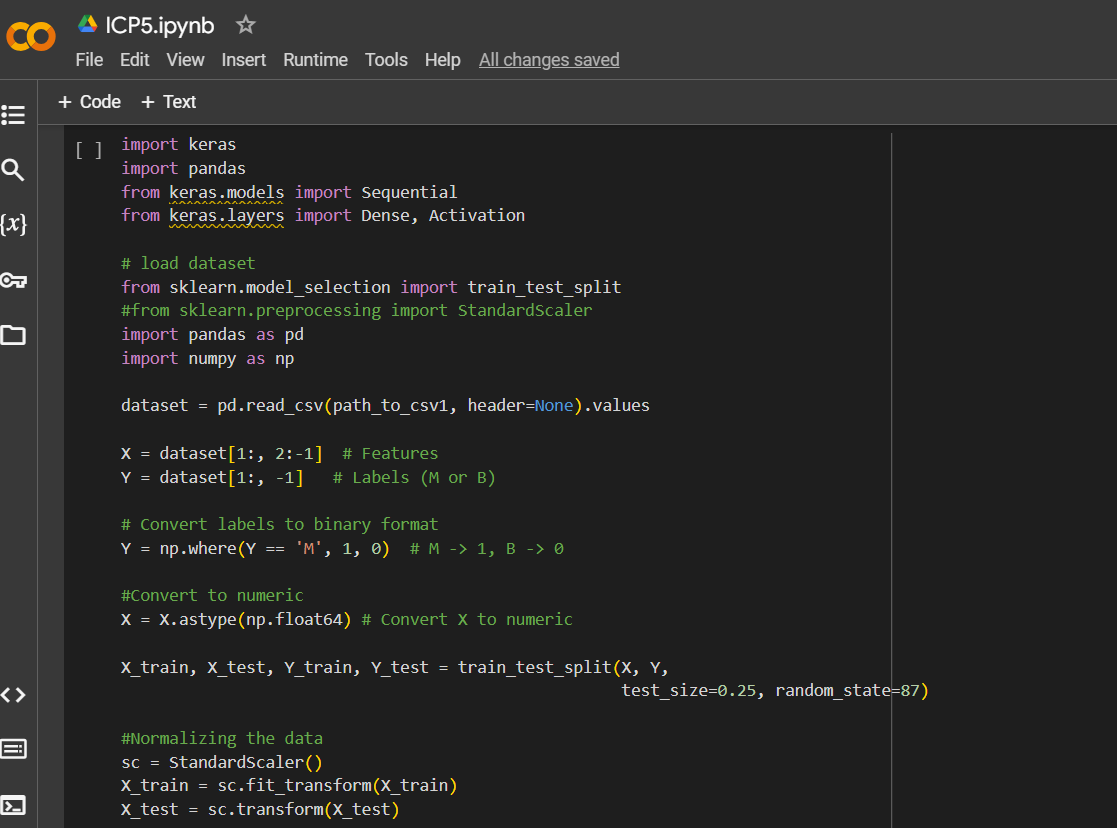 ICP5.ipynb
File Edit View Insert Runtime Tools Help All changes saved
+ Code + Text
[ ]
import keras
import pandas
from keras.models import Sequential
from keras.layers import Dense, Activation
# load dataset
from sklearn.model_selection import train_test_split
#from sklearn.preprocessing import StandardScaler
import pandas as pd
import numpy as np
dataset = pd.read_csv(path_to_csv1, header=None).values
X = dataset[1:, 2:-1]  # Features
Y = dataset[1:, -1]   # Labels (M or B)
# Convert labels to binary format
Y = np.where(Y == 'M', 1, 0)  # M -> 1, B -> 0
#Convert to numeric
X = X.astype(np.float64) # Convert X to numeric
X_train, X_test, Y_train, Y_test = train_test_split(X, Y,
test_size=0.25, random_state=87)
#Normalizing the data
sc = StandardScaler()
X_train = sc.fit_transform(X_train)
X_test = sc.transform(X_test)
{x}